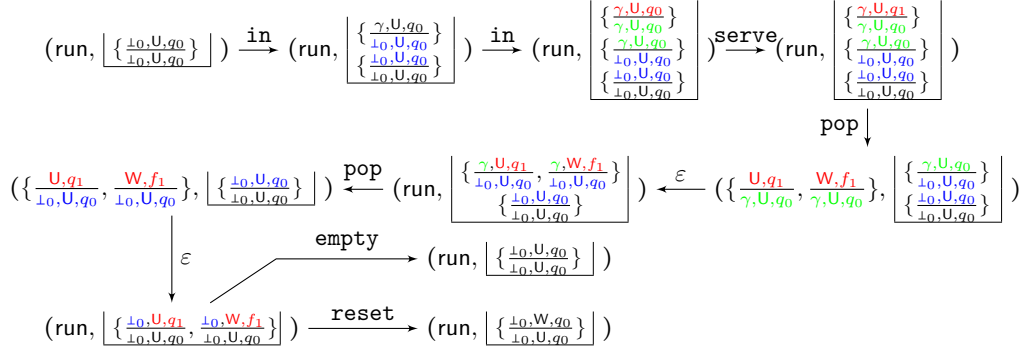 (run, {⊥₀,U,q₀ / ⊥₀,U,q₀}) in (run, {γ,U,q₀ / ⊥₀,U,q₀} {⊥₀,U,q₀ / ⊥₀,U,q₀}) in (run, {γ,U,q₀ / γ,U,q₀} {γ,U,q₀ / ⊥₀,U,q₀} {⊥₀,U,q₀ / ⊥₀,U,q₀}) serve (run, {γ,U,q₁ / γ,U,q₀} {γ,U,q₀ / ⊥₀,U,q₀} {⊥₀,U,q₀ / ⊥₀,U,q₀})
pop
({U,q₁ / ⊥₀,U,q₀, W,f₁ / ⊥₀,U,q₀}, {⊥₀,U,q₀ / ⊥₀,U,q₀}) pop (run, {γ,U,q₁ / ⊥₀,U,q₀, γ,W,f₁ / ⊥₀,U,q₀} {⊥₀,U,q₀ / ⊥₀,U,q₀}) ε ({U,q₁ / γ,U,q₀, W,f₁ / γ,U,q₀}, {γ,U,q₀ / ⊥₀,U,q₀} {⊥₀,U,q₀ / ⊥₀,U,q₀})
ε empty (run, {⊥₀,U,q₀ / ⊥₀,U,q₀})
(run, {⊥₀,U,q₁ / ⊥₀,U,q₀, ⊥₀,W,f₁ / ⊥₀,U,q₀}) reset (run, {⊥₀,W,q₀ / ⊥₀,U,q₀})